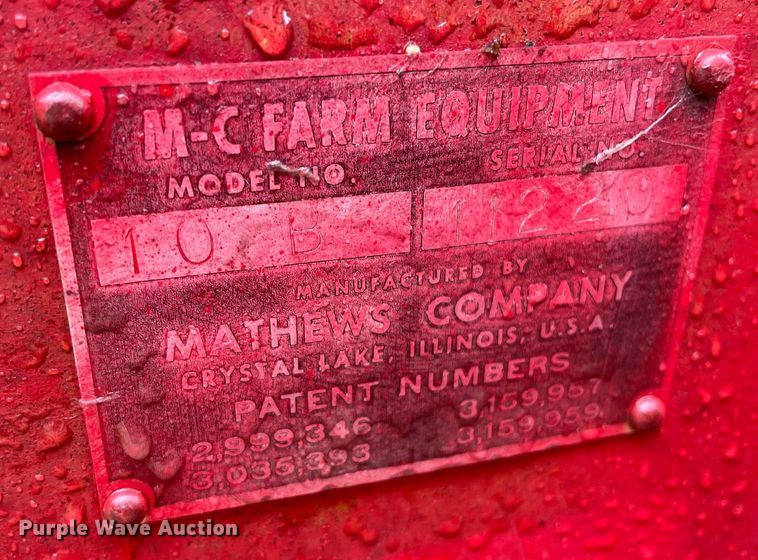 M-C FARM EQUIPMENT
MODEL NO. SERIAL NO.
10 B 11220
MANUFACTURED BY
MATHEWS COMPANY
CRYSTAL LAKE, ILLINOIS, U.S.A.
PATENT NUMBERS
2,999,346 3,159,957
3,035,393 3,159,959
Purple Wave Auction